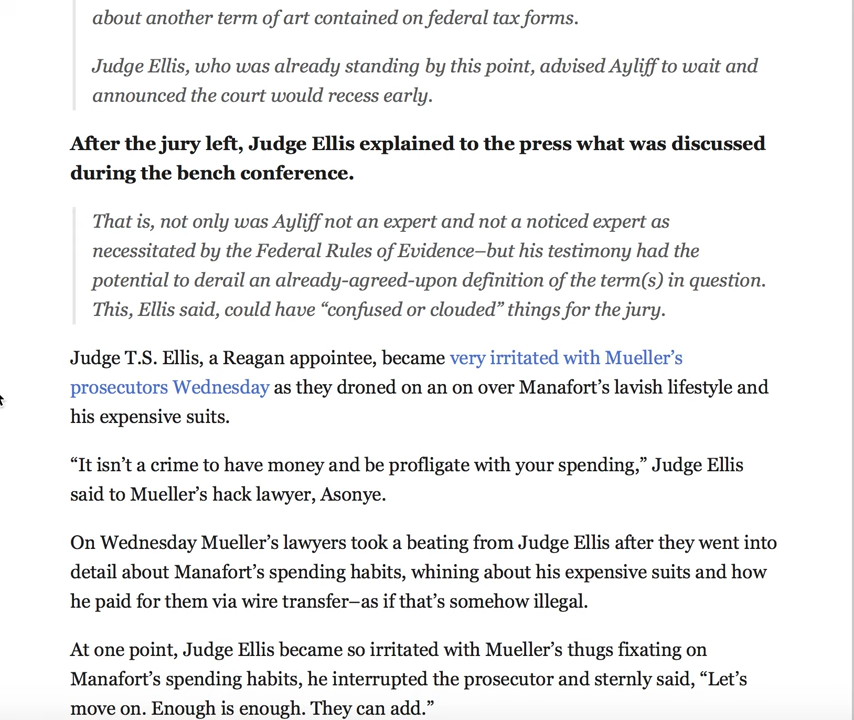 about another term of art contained on federal tax forms.
Judge Ellis, who was already standing by this point, advised Ayliff to wait and
announced the court would recess early.
After the jury left, Judge Ellis explained to the press what was discussed
during the bench conference.
That is, not only was Ayliff not an expert and not a noticed expert as
necessitated by the Federal Rules of Evidence–but his testimony had the
potential to derail an already-agreed-upon definition of the term(s) in question.
This, Ellis said, could have “confused or clouded” things for the jury.
Judge T.S. Ellis, a Reagan appointee, became very irritated with Mueller’s
prosecutors Wednesday as they droned on an on over Manafort’s lavish lifestyle and
his expensive suits.
“It isn’t a crime to have money and be profligate with your spending,” Judge Ellis
said to Mueller’s hack lawyer, Asonye.
On Wednesday Mueller’s lawyers took a beating from Judge Ellis after they went into
detail about Manafort’s spending habits, whining about his expensive suits and how
he paid for them via wire transfer–as if that’s somehow illegal.
At one point, Judge Ellis became so irritated with Mueller’s thugs fixating on
Manafort’s spending habits, he interrupted the prosecutor and sternly said, “Let’s
move on. Enough is enough. They can add.”